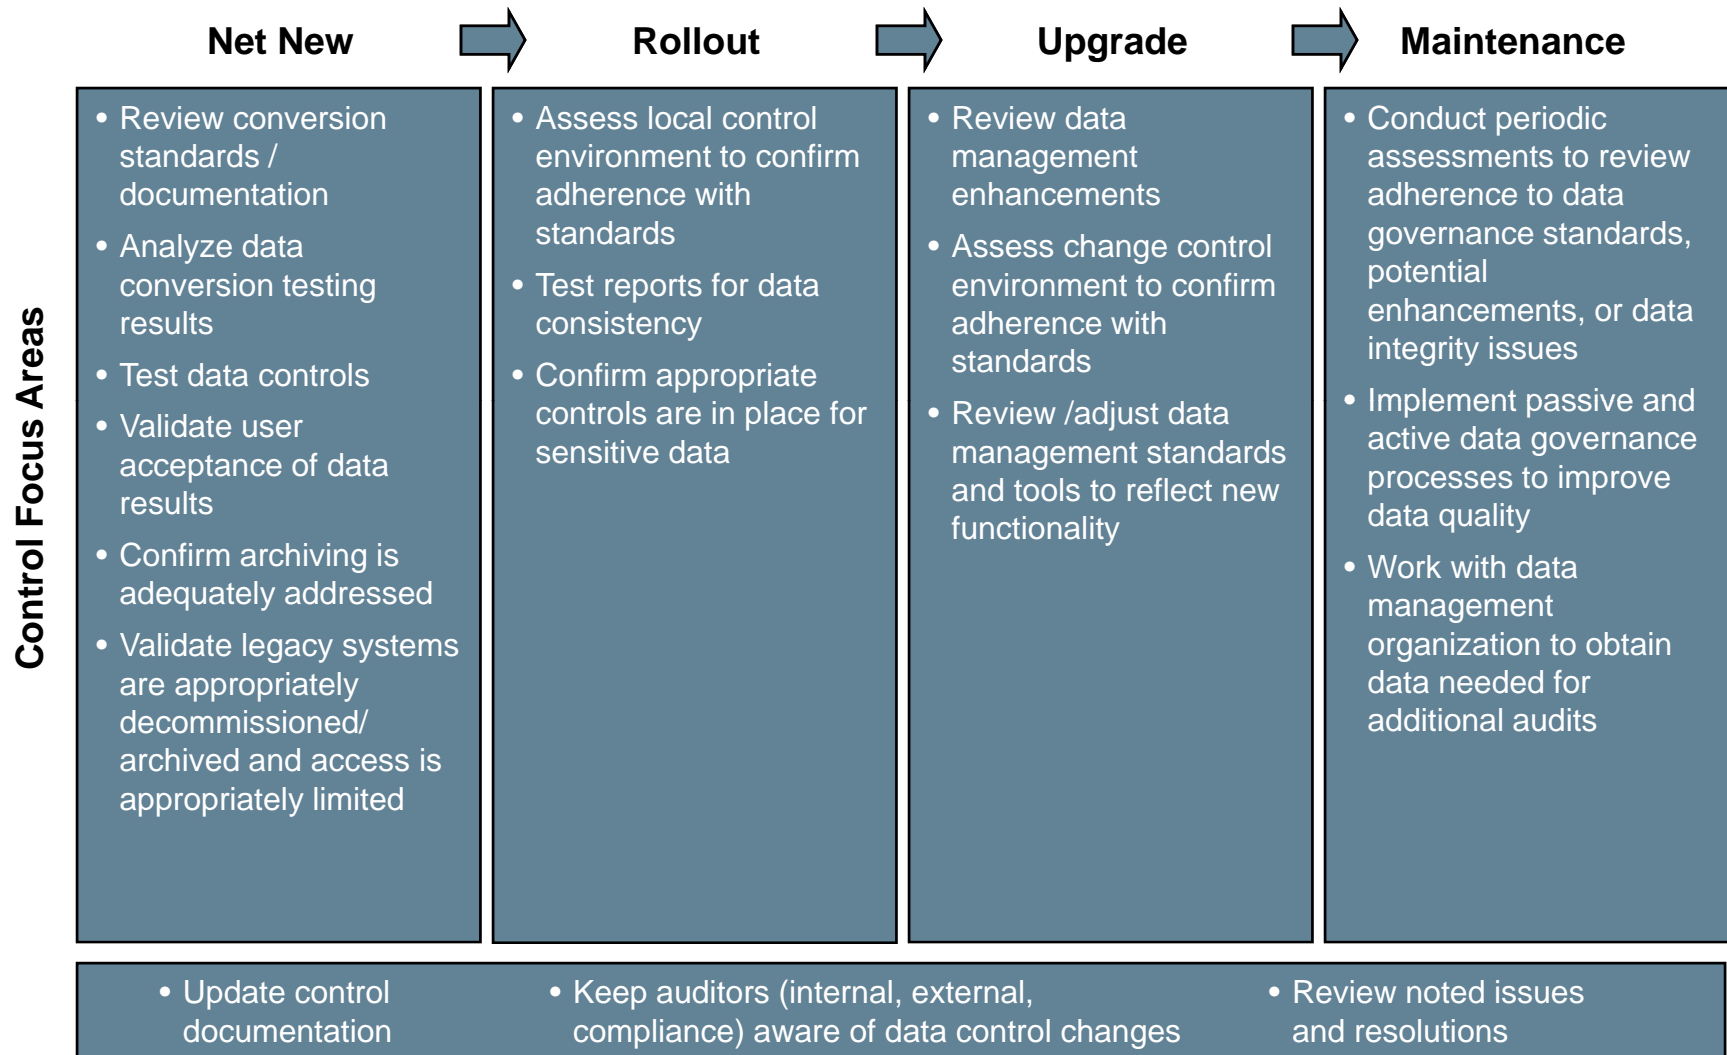 Net New
Rollout
Upgrade
Maintenance
Control Focus Areas
• Review conversion
standards /
documentation
• Analyze data
conversion testing
results
• Test data controls
• Validate user
acceptance of data
results
• Confirm archiving is
adequately addressed
• Validate legacy systems
are appropriately
decommissioned/
archived and access is
appropriately limited
• Assess local control
environment to confirm
adherence with
standards
• Test reports for data
consistency
• Confirm appropriate
controls are in place for
sensitive data
• Review data
management
enhancements
• Assess change control
environment to confirm
adherence with
standards
• Review /adjust data
management standards
and tools to reflect new
functionality
• Conduct periodic
assessments to review
adherence to data
governance standards,
potential
enhancements, or data
integrity issues
• Implement passive and
active data governance
processes to improve
data quality
• Work with data
management
organization to obtain
data needed for
additional audits
• Update control
documentation
• Keep auditors (internal, external,
compliance) aware of data control changes
• Review noted issues
and resolutions